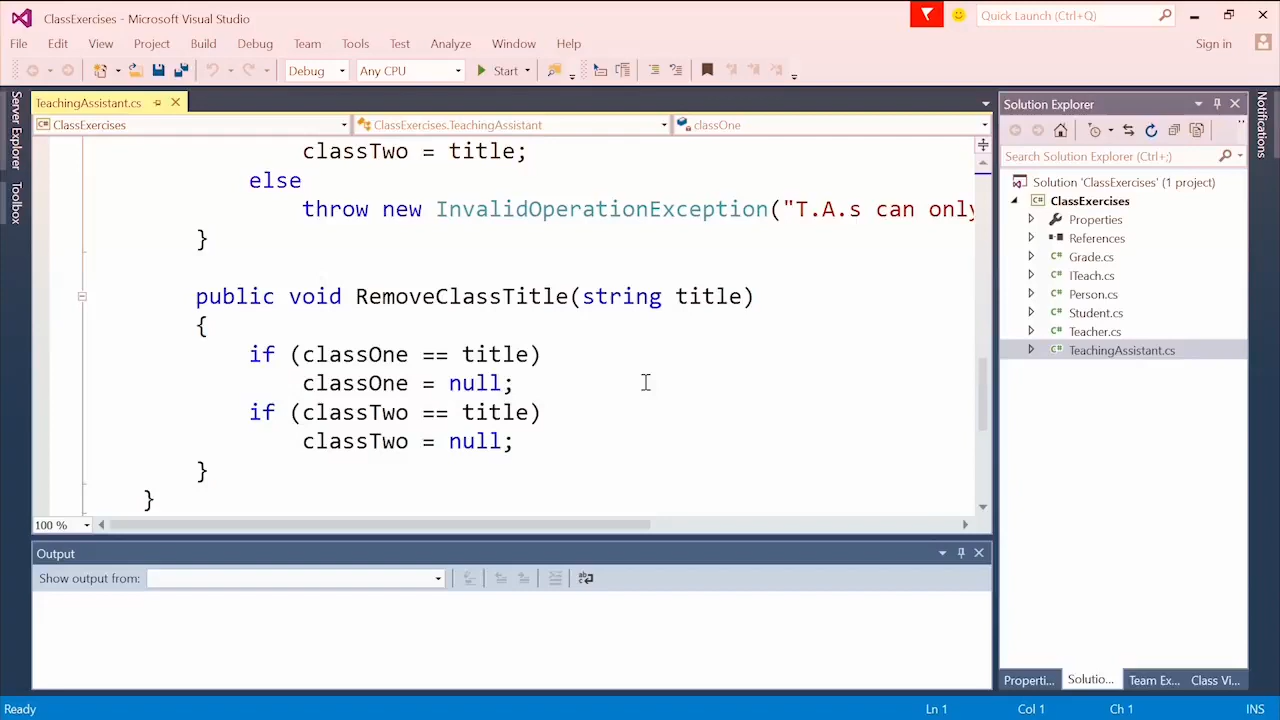 ClassExercises - Microsoft Visual Studio
Quick Launch (Ctrl+Q)
File Edit View Project Build Debug Team Tools Test Analyze Window Help
Sign in
Debug Any CPU Start
Server Explorer
Toolbox
TeachingAssistant.cs
ClassExercises ClassExercises.TeachingAssistant classOne
classTwo = title;
else
throw new InvalidOperationException("T.A.s can only
}
public void RemoveClassTitle(string title)
{
if (classOne == title)
classOne = null;
if (classTwo == title)
classTwo = null;
}
}
100 %
Output
Show output from:
Solution Explorer
Search Solution Explorer (Ctrl+;)
Solution 'ClassExercises' (1 project)
ClassExercises
Properties
References
Grade.cs
ITeach.cs
Person.cs
Student.cs
Teacher.cs
TeachingAssistant.cs
Properti... Solutio... Team Ex... Class Vi...
Notifications
Ready Ln 1 Col 1 Ch 1 INS